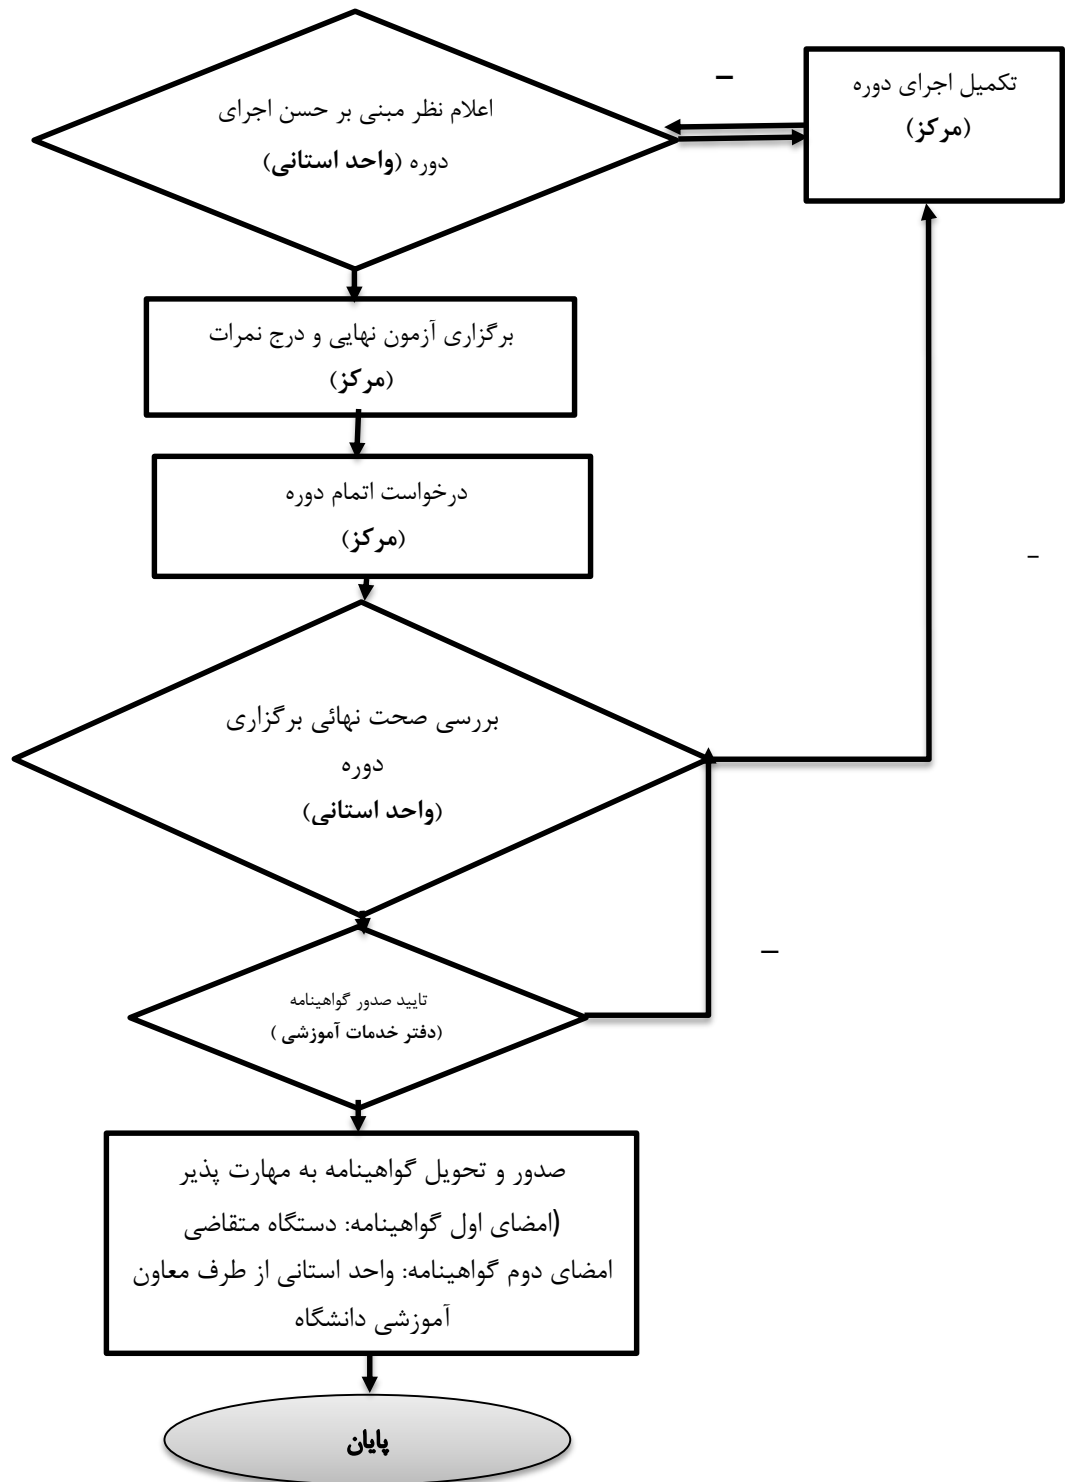 اعلام نظر مبنی بر حسن اجرای
دوره (واحد استانی)
–
تکمیل اجرای دوره
(مرکز)
برگزاری آزمون نهایی و درج نمرات
(مرکز)
درخواست اتمام دوره
(مرکز)
–
بررسی صحت نهائی برگزاری
دوره
(واحد استانی)
–
تایید صدور گواهینامه
(دفتر خدمات آموزشی )
صدور و تحویل گواهینامه به مهارت پذیر
(امضای اول گواهینامه: دستگاه متقاضی
امضای دوم گواهینامه: واحد استانی از طرف معاون
آموزشی دانشگاه
پایان